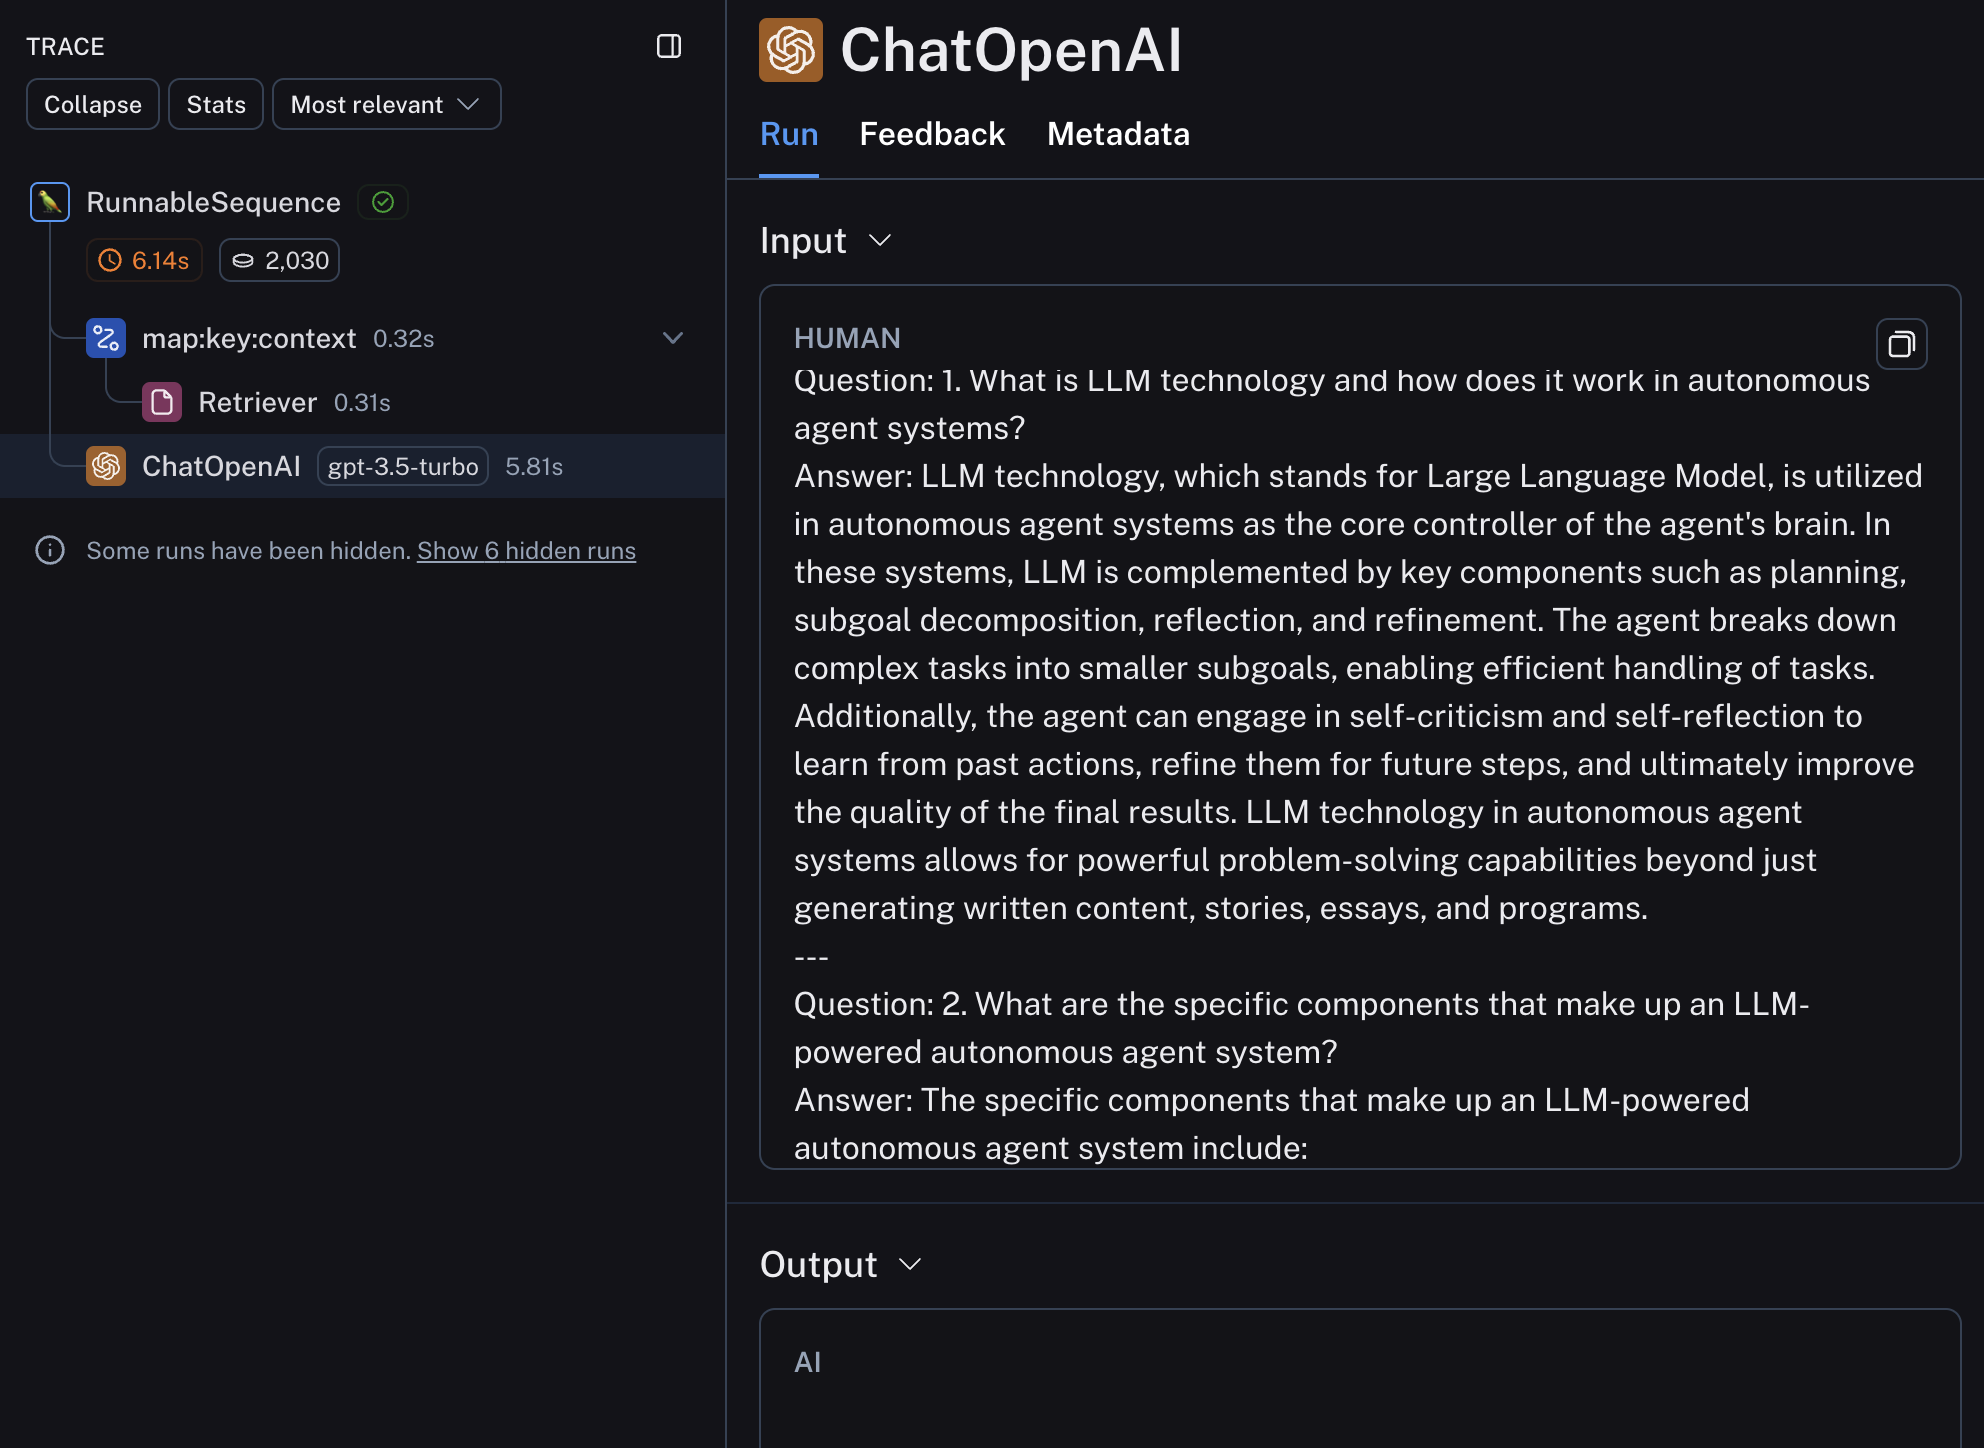 TRACE
Collapse
Stats
Most relevant
RunnableSequence
6.14s
2,030
map:key:context 0.32s
Retriever 0.31s
ChatOpenAI gpt-3.5-turbo 5.81s
Some runs have been hidden. Show 6 hidden runs
ChatOpenAI
Run
Feedback
Metadata
Input
HUMAN
Question: 1. What is LLM technology and how does it work in autonomous
agent systems?
Answer: LLM technology, which stands for Large Language Model, is utilized
in autonomous agent systems as the core controller of the agent's brain. In
these systems, LLM is complemented by key components such as planning,
subgoal decomposition, reflection, and refinement. The agent breaks down
complex tasks into smaller subgoals, enabling efficient handling of tasks.
Additionally, the agent can engage in self-criticism and self-reflection to
learn from past actions, refine them for future steps, and ultimately improve
the quality of the final results. LLM technology in autonomous agent
systems allows for powerful problem-solving capabilities beyond just
generating written content, stories, essays, and programs.
---
Question: 2. What are the specific components that make up an LLM-
powered autonomous agent system?
Answer: The specific components that make up an LLM-powered
autonomous agent system include:
Output
AI